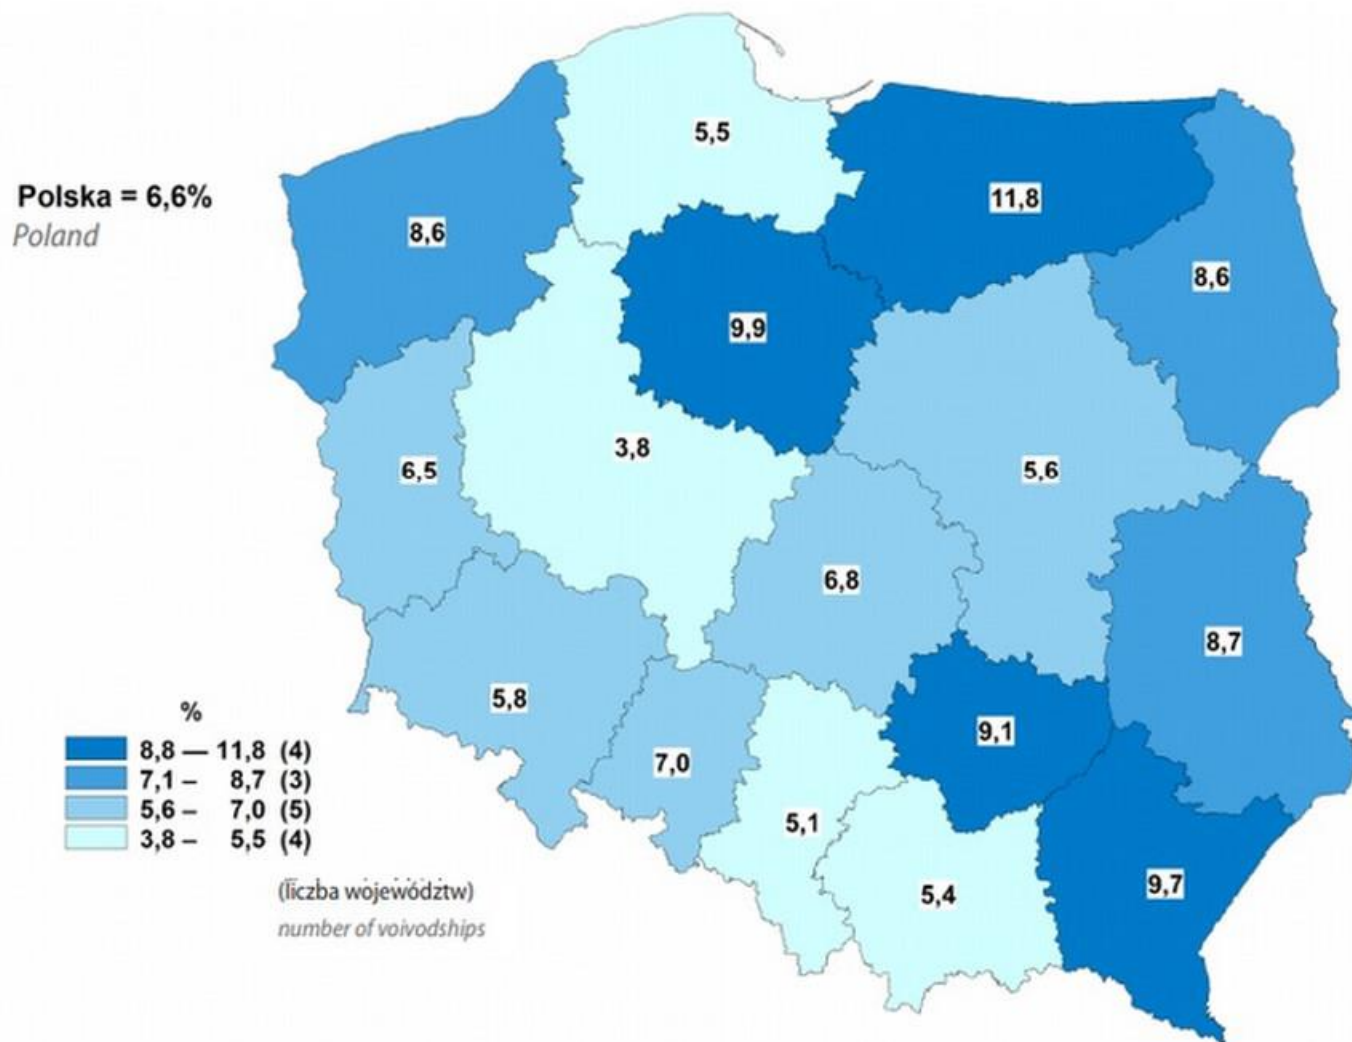 5,5
11,8
Polska = 6,6%
Poland
8,6
8,6
9,9
3,8
6,5
5,6
6,8
8,7
5,8
%
8,8 — 11,8 (4)
9,1
7,1 – 8,7 (3)
7,0
5,6 – 7,0 (5)
5,1
3,8 – 5,5 (4)
9,7
(liczba województw)
5,4
number of voivodships